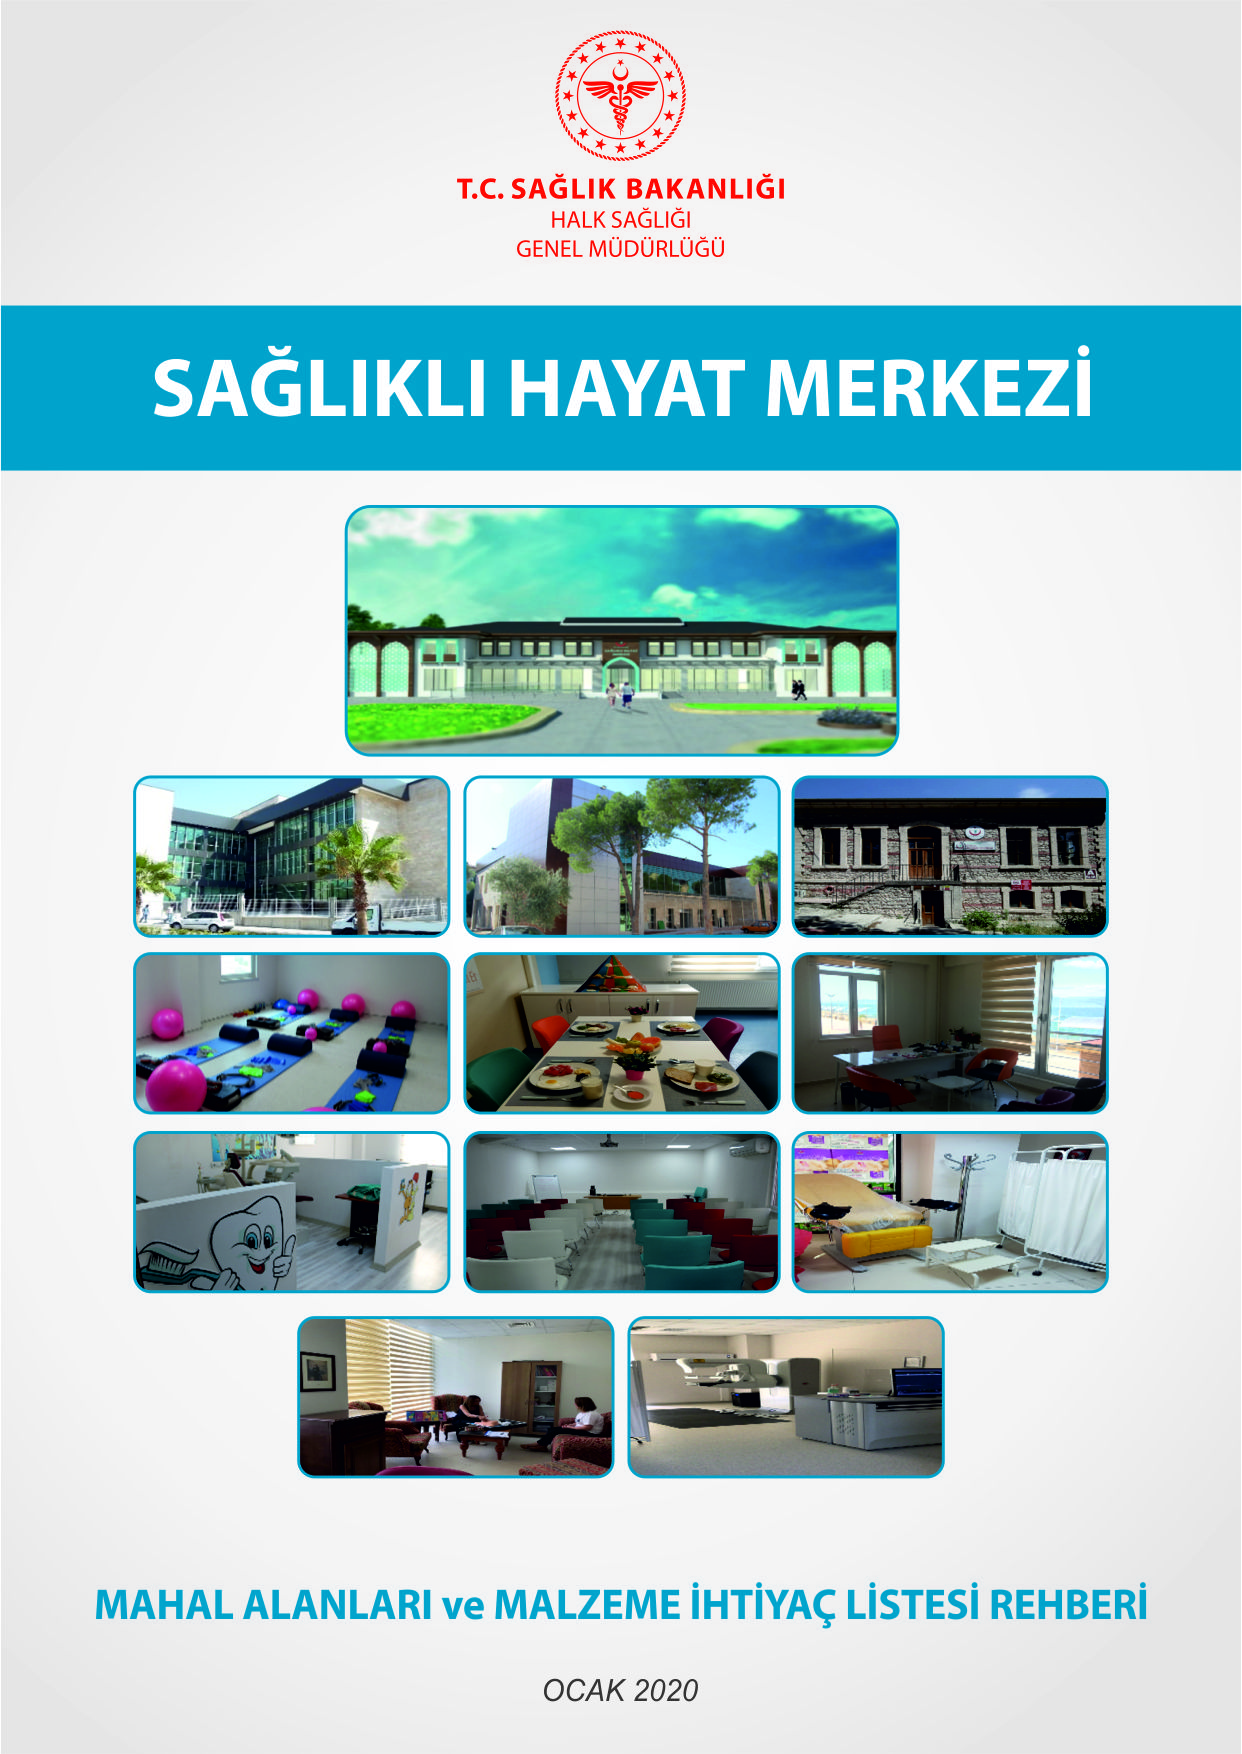 T.C. SAĞLIK BAKANLIĞI
HALK SAĞLIĞI
GENEL MÜDÜRLÜĞÜ
SAĞLIKLI HAYAT MERKEZİ
MAHAL ALANLARI ve MALZEME İHTİYAÇ LİSTESİ REHBERİ
OCAK 2020